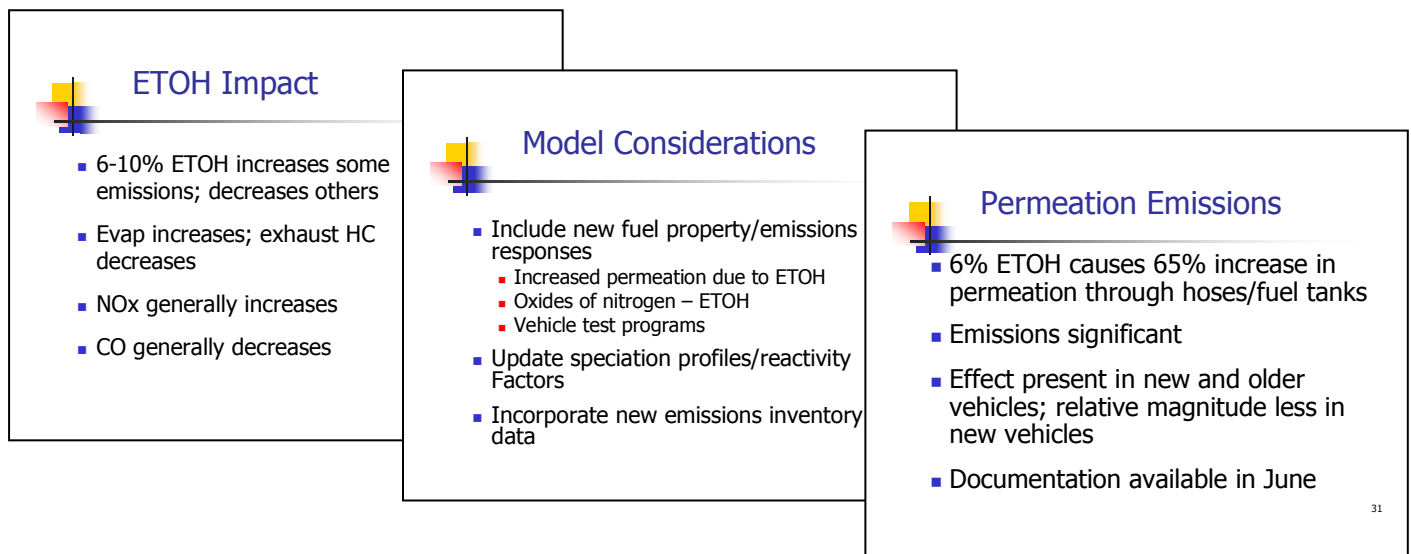 ETOH Impact
6-10% ETOH increases some
emissions; decreases others
Evap increases; exhaust HC
decreases
NOx generally increases
CO generally decreases
Model Considerations
Include new fuel property/emissions
responses
Increased permeation due to ETOH
Oxides of nitrogen – ETOH
Vehicle test programs
Update speciation profiles/reactivity
Factors
Incorporate new emissions inventory
data
Permeation Emissions
6% ETOH causes 65% increase in
permeation through hoses/fuel tanks
Emissions significant
Effect present in new and older
vehicles; relative magnitude less in
new vehicles
Documentation available in June
31